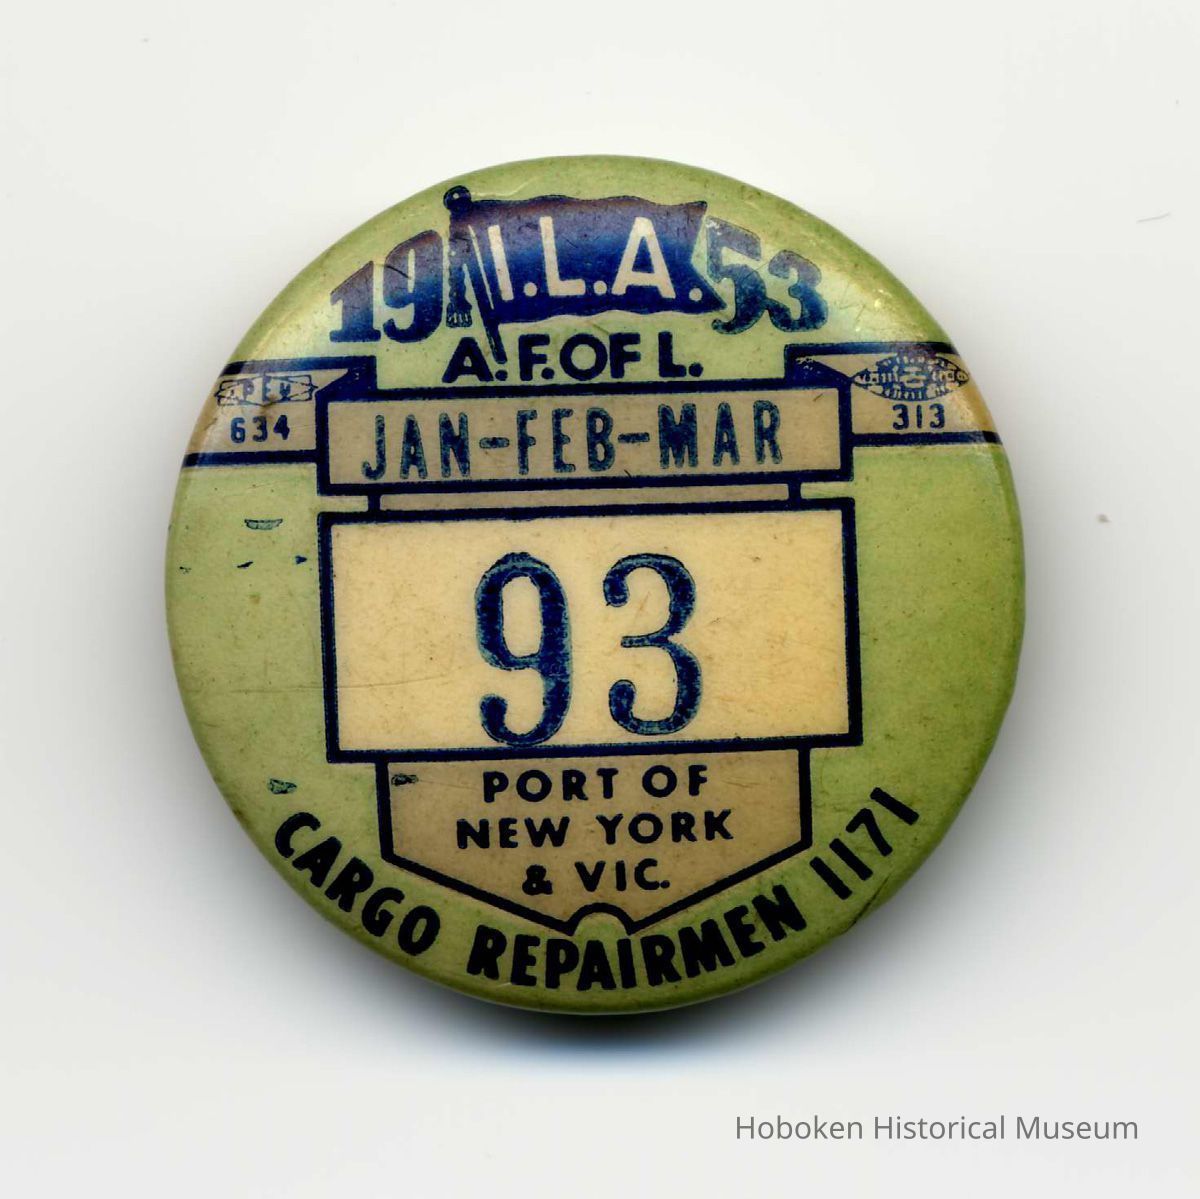 19 I.L.A. 53
A.F.OF L.
634
313
JAN-FEB-MAR
93
PORT OF
NEW YORK
& VIC.
CARGO REPAIRMEN 1171
Hoboken Historical Museum